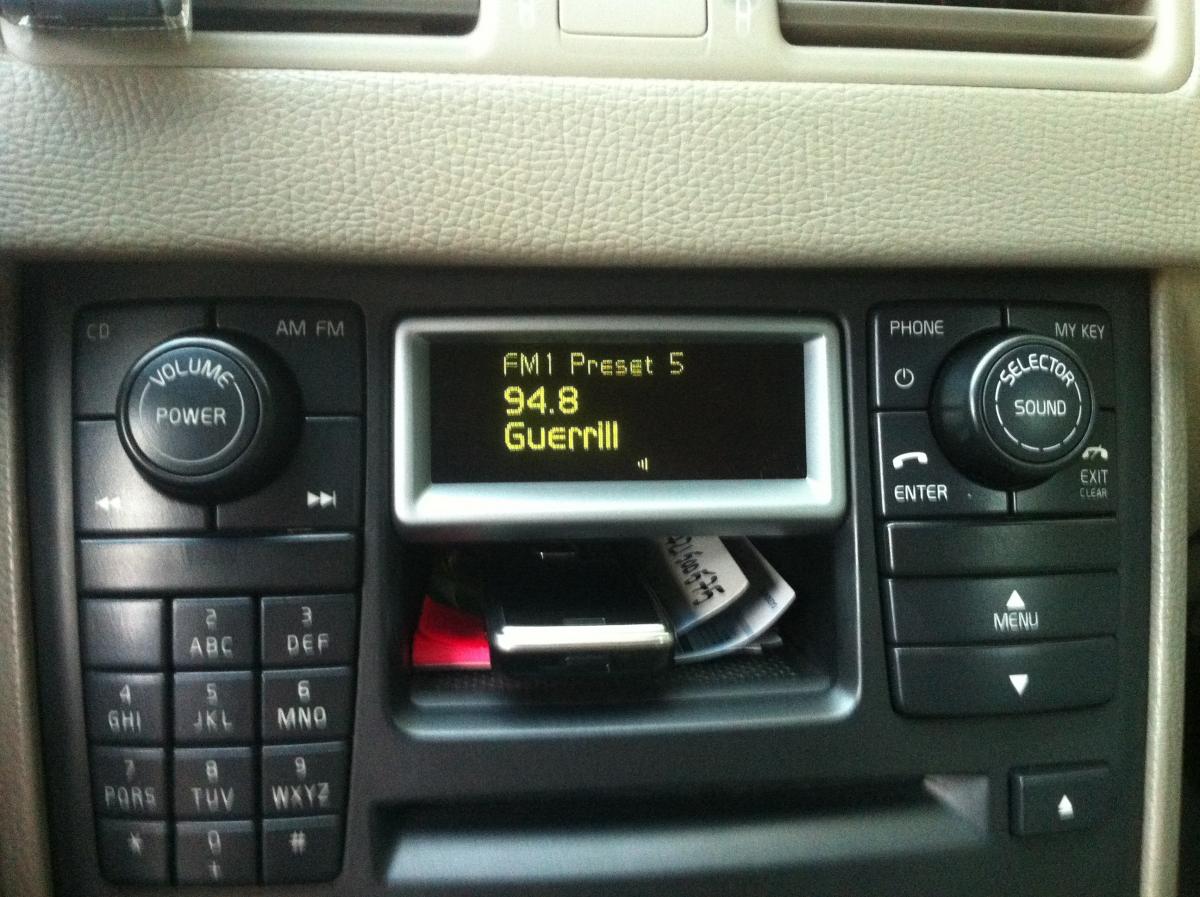 CD
AM FM
VOLUME
POWER
FM1 Preset 5
94.8
Guerrill
PHONE
MY KEY
SELECTOR
SOUND
ENTER
EXIT
CLEAR
MENU
2
ABC
3
DEF
4
GHI
5
JKL
6
MNO
7
PQRS
8
TUV
9
WXYZ
*
0
+
#